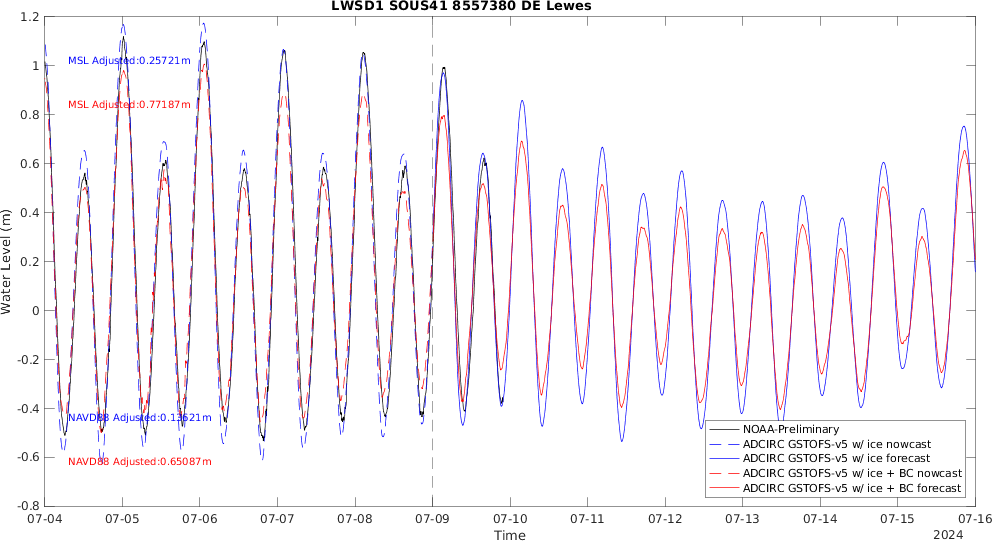 LWSD1 SOUS41 8557380 DE Lewes
1.2
1
0.8
0.6
0.4
0.2
0
-0.2
-0.4
-0.6
-0.8
Water Level (m)
MSL Adjusted:0.25721m
MSL Adjusted:0.77187m
NAVD88 Adjusted:0.13621m
NAVD88 Adjusted:0.65087m
NOAA-Preliminary
ADCIRC GSTOFS-v5 w/ ice nowcast
ADCIRC GSTOFS-v5 w/ ice forecast
ADCIRC GSTOFS-v5 w/ ice + BC nowcast
ADCIRC GSTOFS-v5 w/ ice + BC forecast
07-04 07-05 07-06 07-07 07-08 07-09 07-10 07-11 07-12 07-13 07-14 07-15 07-16
Time
2024